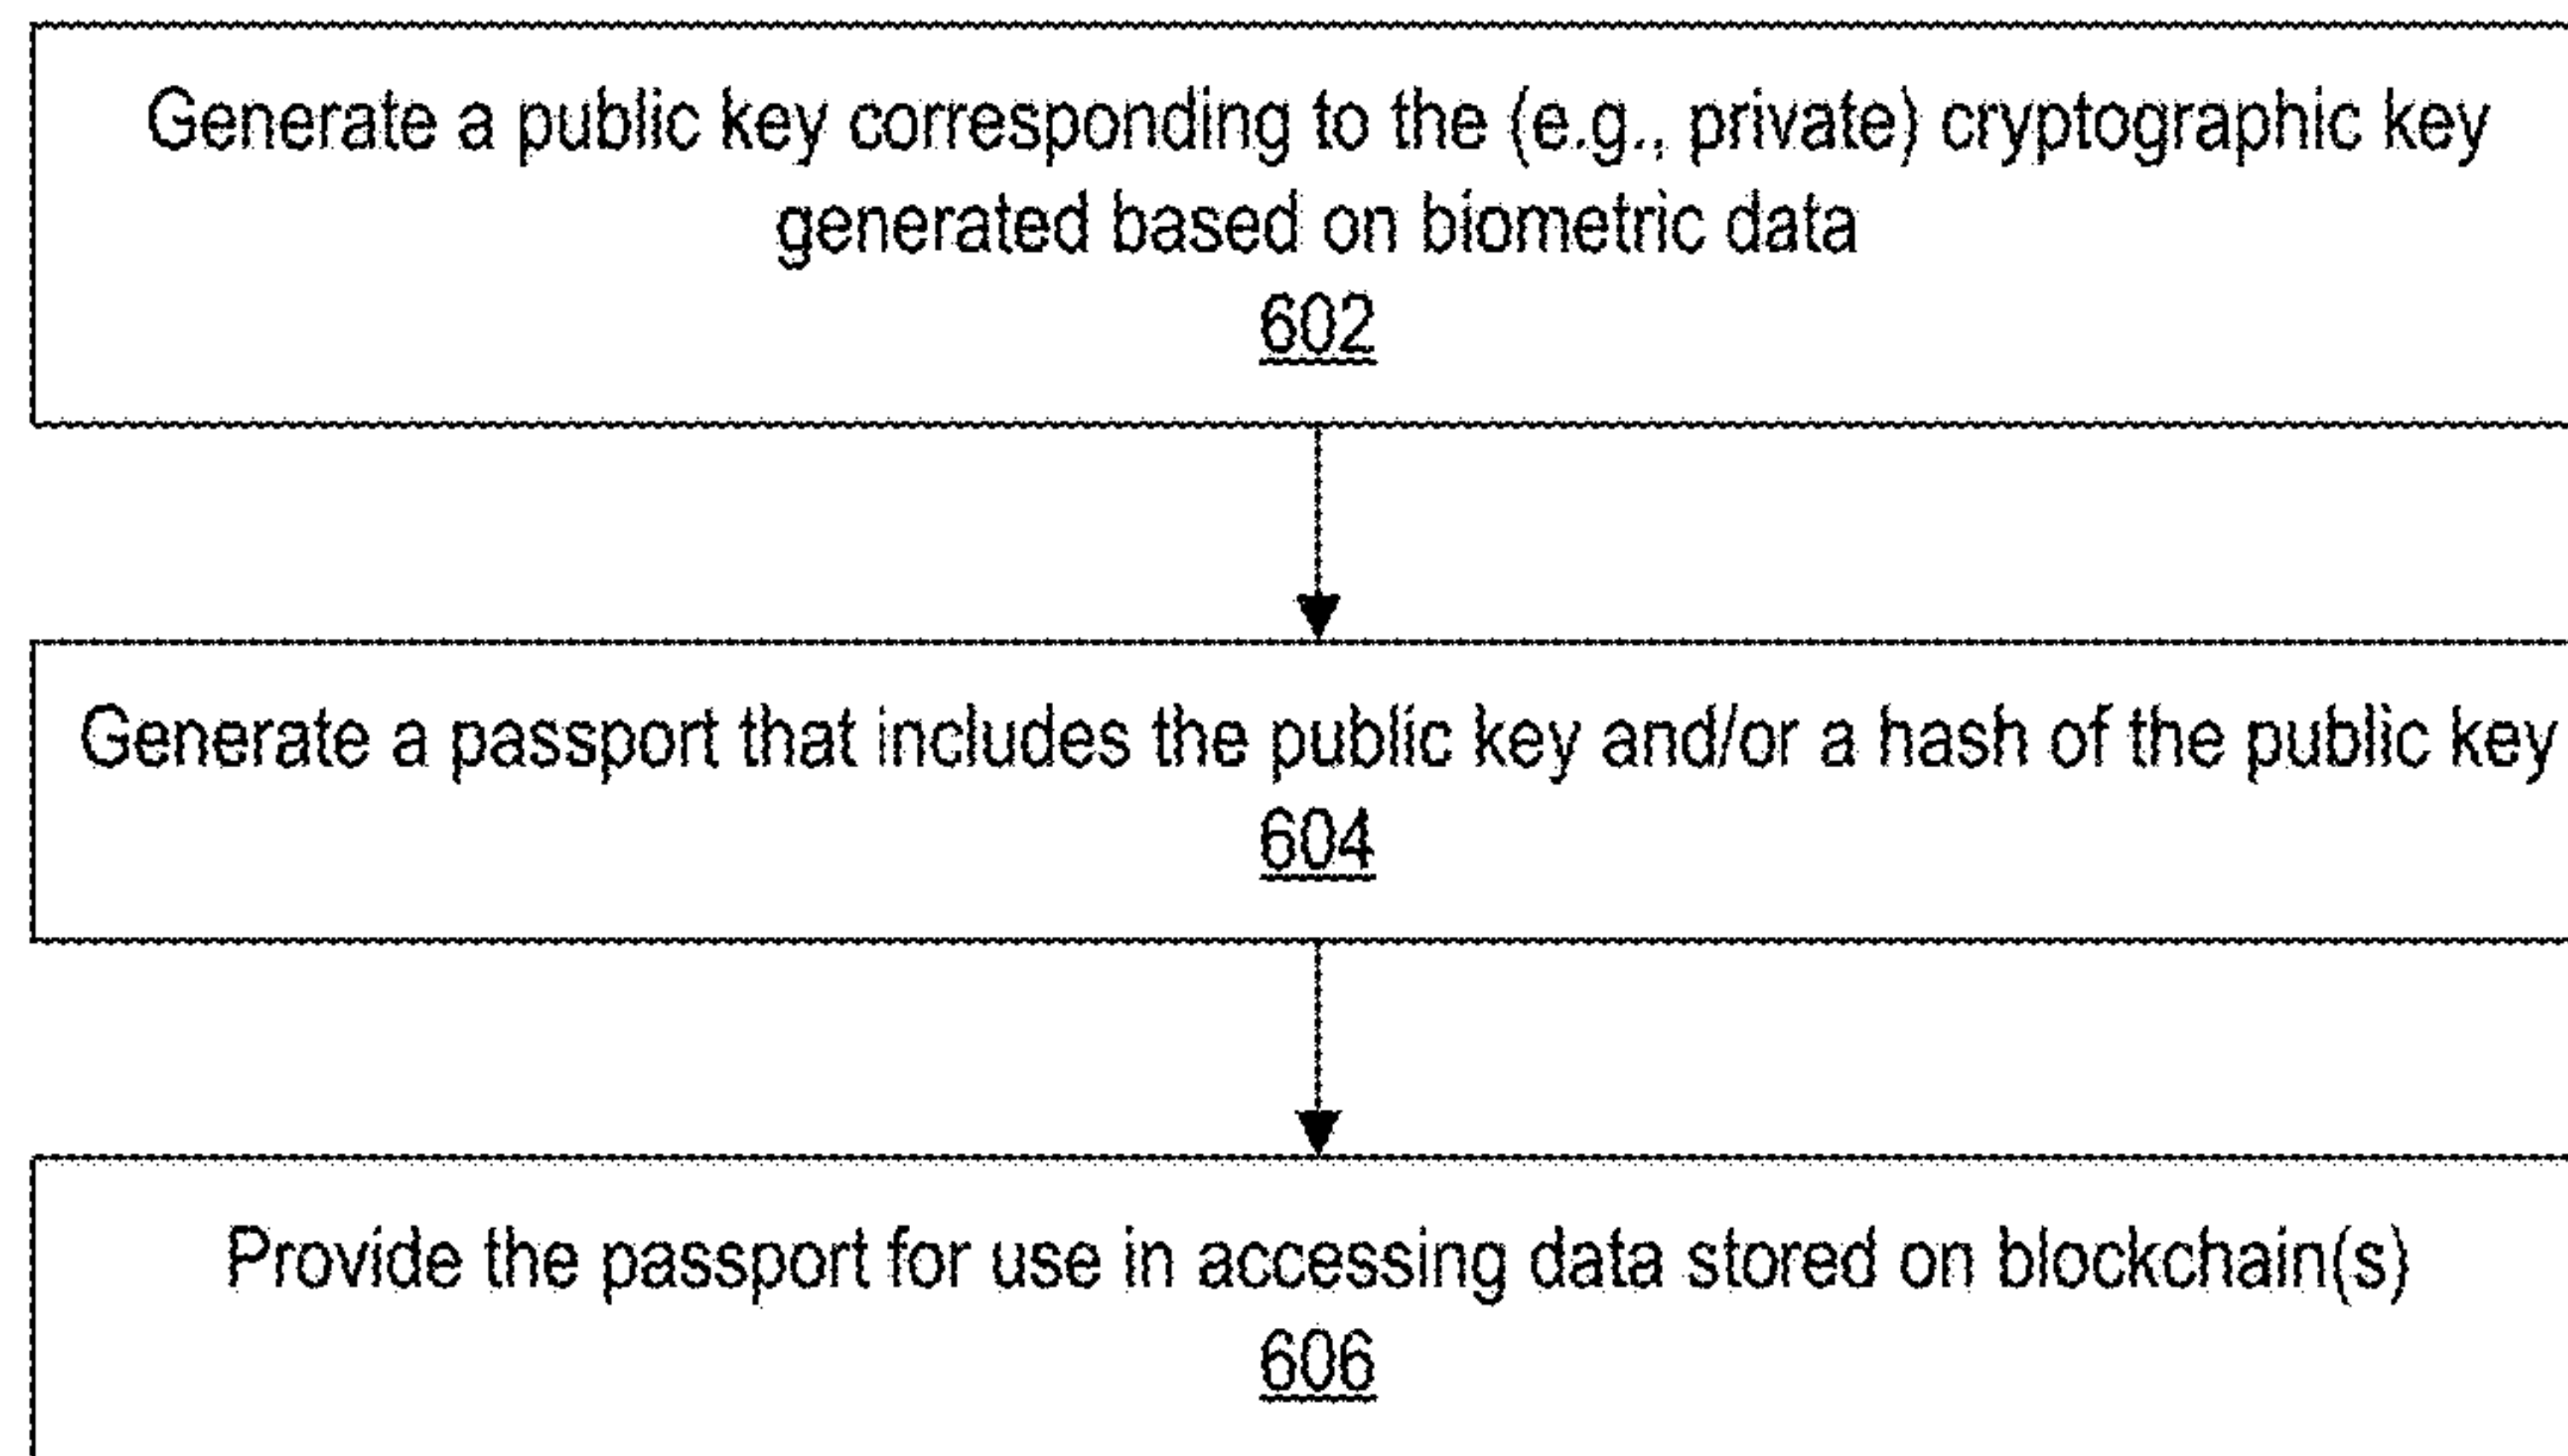 Generate a public key corresponding to the (e.g., private) cryptographic key
generated based on biometric data
602
Generate a passport that includes the public key and/or a hash of the public key
604
Provide the passport for use in accessing data stored on blockchain(s)
606